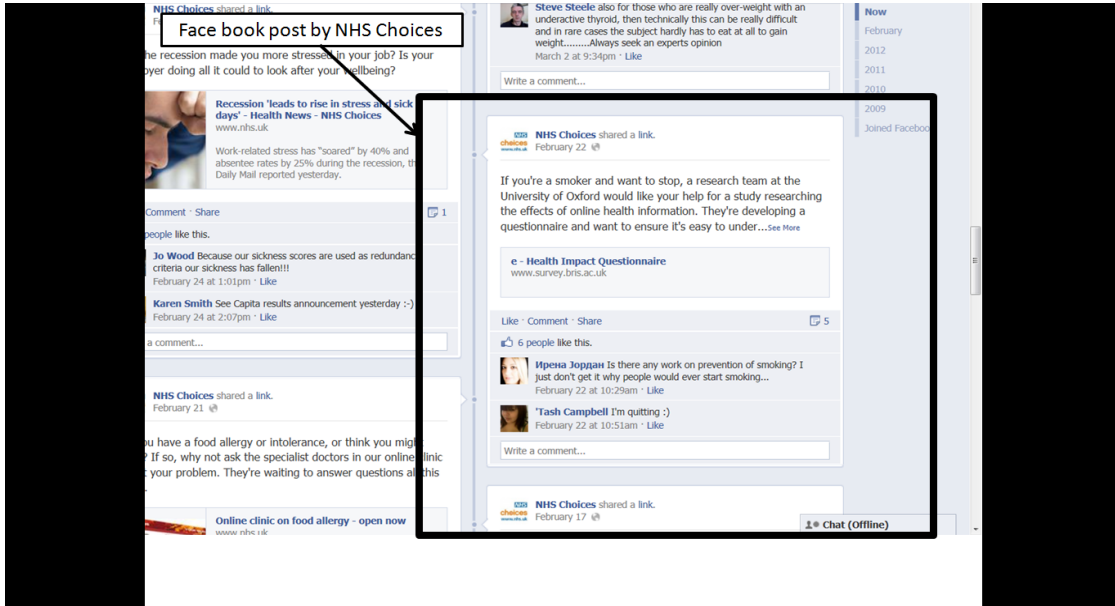 Face book post by NHS Choices
NHS Choices shared a link.
he recession made you more stressed in your job? Is your
oyer doing all it could to look after your wellbeing?
Recession 'leads to rise in stress and sick
days' - Health News - NHS Choices
www.nhs.uk
Work-related stress has "soared" by 40% and
absentee rates by 25% during the recession, th
Daily Mail reported yesterday.
Comment · Share
1
people like this.
Jo Wood Because our sickness scores are used as redundanc
criteria our sickness has fallen!!!
February 24 at 1:01pm · Like
Karen Smith See Capita results announcement yesterday :-)
February 24 at 2:07pm · Like
a comment...
NHS Choices shared a link.
February 21
ou have a food allergy or intolerance, or think you migh
? If so, why not ask the specialist doctors in our online clinic
t your problem. They're waiting to answer questions all this
.
Online clinic on food allergy - open now
www.nhs.uk
Steve Steele also for those who are really over-weight with an
underactive thyroid, then technically this can be really difficult
and in rare cases the subject hardly has to eat at all to gain
weight.........Always seek an experts opinion
March 2 at 9:34pm · Like
Write a comment...
NHS
choices
www.nhs.uk
NHS Choices shared a link.
February 22
If you're a smoker and want to stop, a research team at the
University of Oxford would like your help for a study researching
the effects of online health information. They're developing a
questionnaire and want to ensure it's easy to under...See More
e - Health Impact Questionnaire
www.survey.bris.ac.uk
Like · Comment · Share
5
6 people like this.
Ирена Јордан Is there any work on prevention of smoking? I
just don't get it why people would ever start smoking...
February 22 at 10:29am · Like
'Tash Campbell I'm quitting :)
February 22 at 10:51am · Like
Write a comment...
NHS
choices
www.nhs.uk
NHS Choices shared a link.
February 17
Now
February
2012
2011
2010
2009
Joined Faceboo
Chat (Offline)